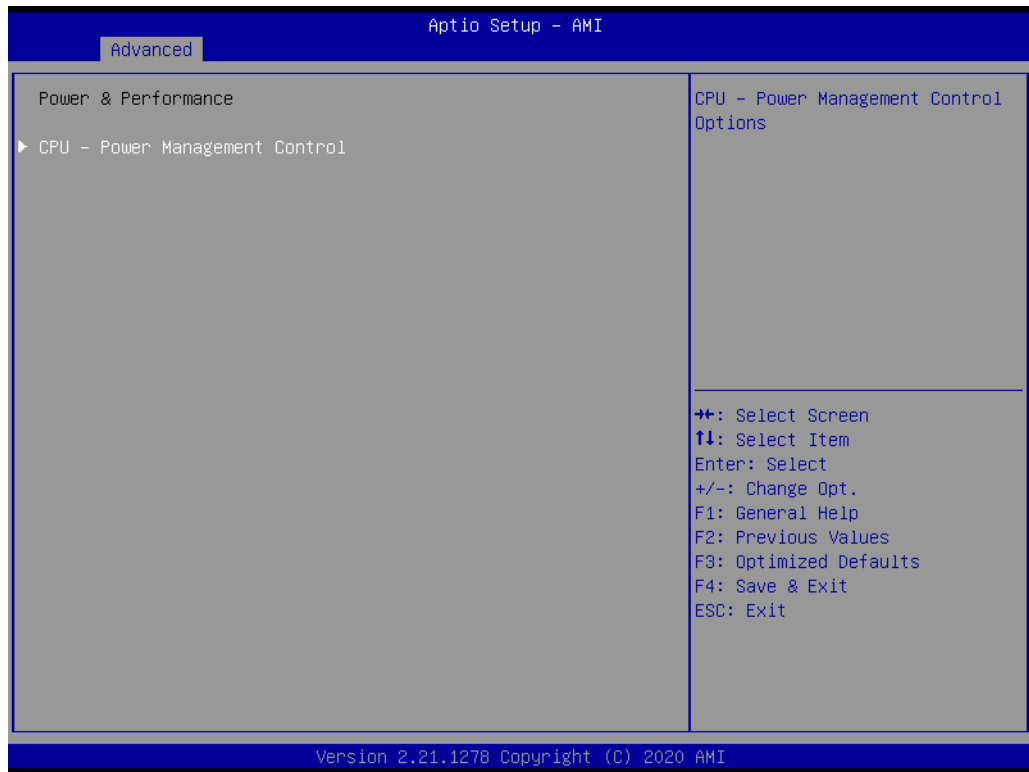 Aptio Setup – AMI
Advanced
Power & Performance
▶ CPU – Power Management Control
CPU – Power Management Control
Options
→←: Select Screen
↑↓: Select Item
Enter: Select
+/-: Change Opt.
F1: General Help
F2: Previous Values
F3: Optimized Defaults
F4: Save & Exit
ESC: Exit
Version 2.21.1278 Copyright (C) 2020 AMI